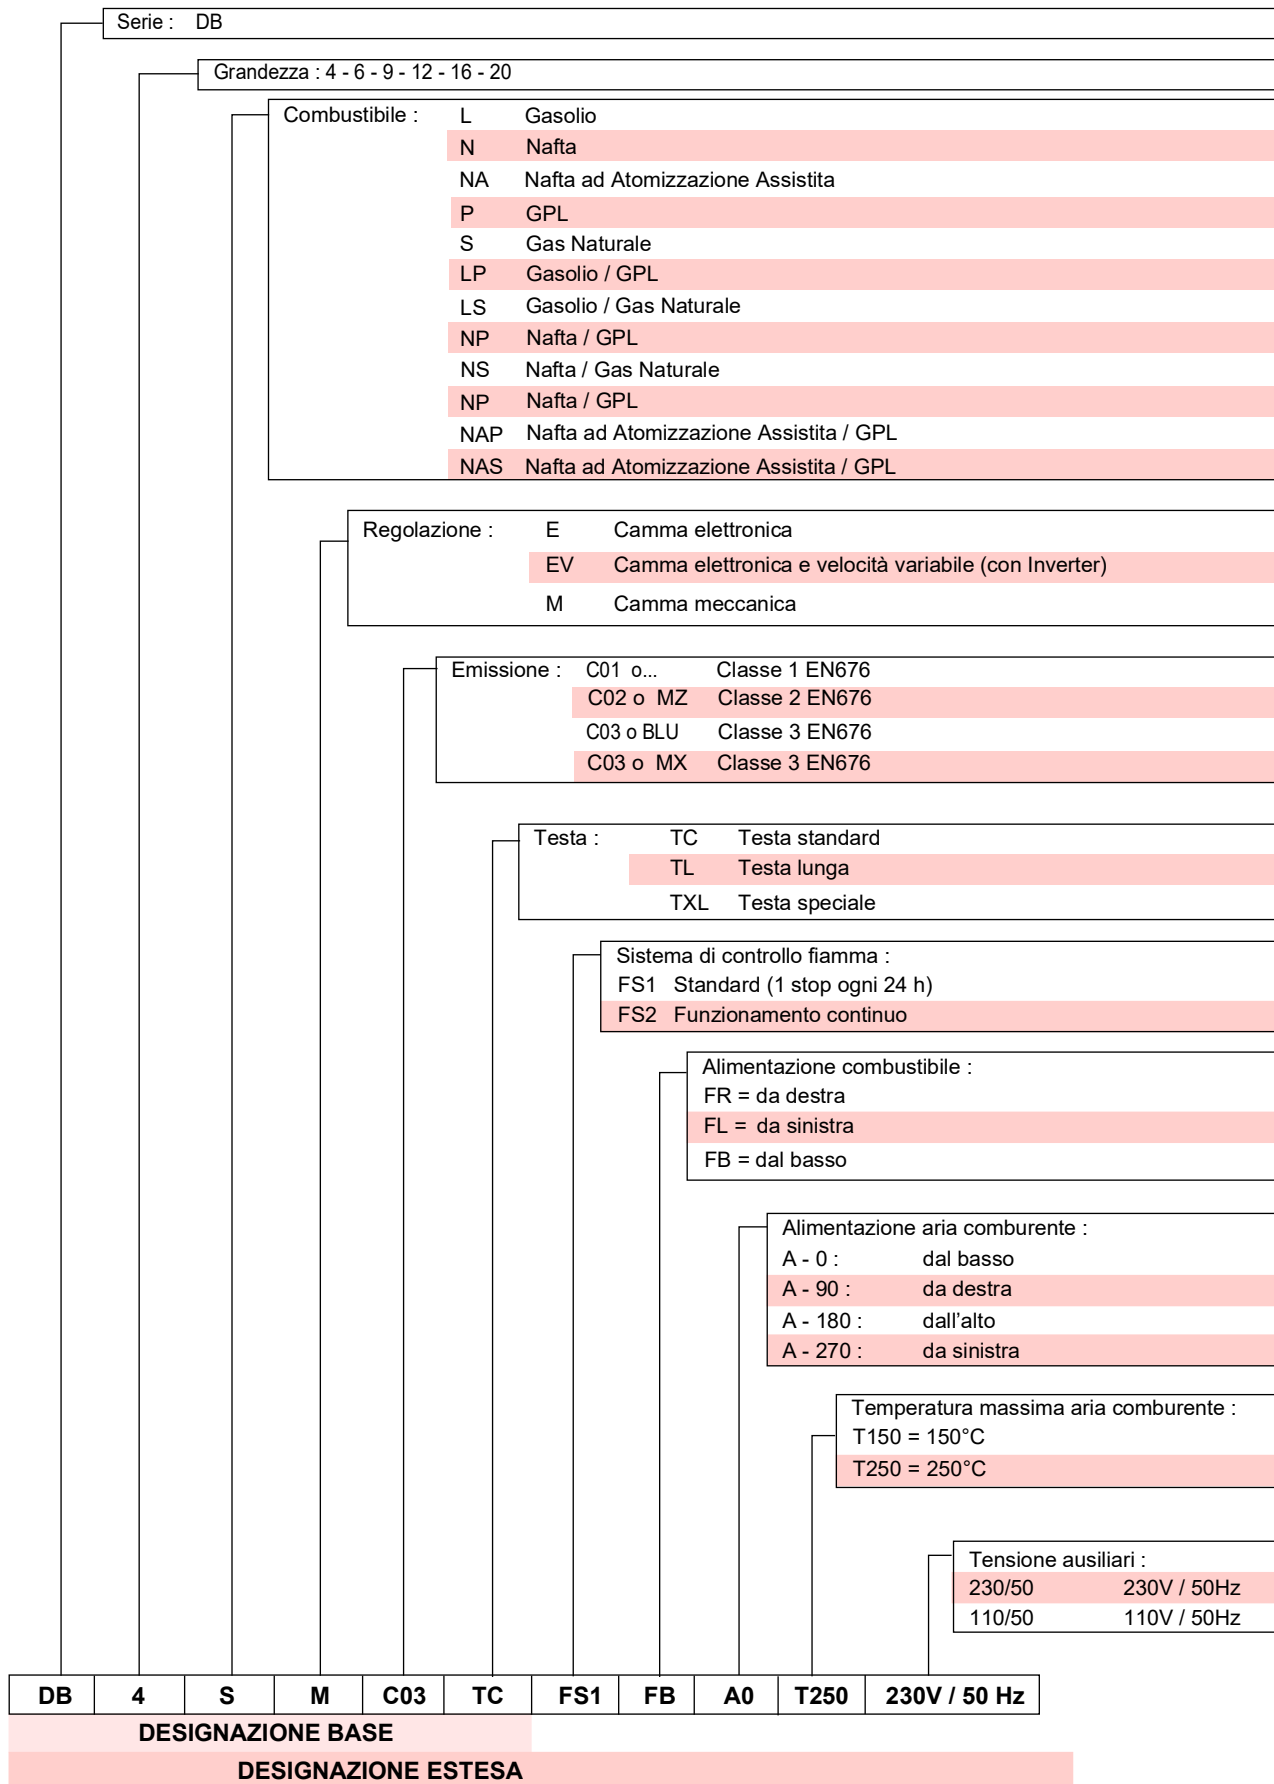 Serie : DB
Grandezza : 4 - 6 - 9 - 12 - 16 - 20
Combustibile : L Gasolio
N Nafta
NA Nafta ad Atomizzazione Assistita
P GPL
S Gas Naturale
LP Gasolio / GPL
LS Gasolio / Gas Naturale
NP Nafta / GPL
NS Nafta / Gas Naturale
NP Nafta / GPL
NAP Nafta ad Atomizzazione Assistita / GPL
NAS Nafta ad Atomizzazione Assistita / GPL
Regolazione : E Camma elettronica
EV Camma elettronica e velocità variabile (con Inverter)
M Camma meccanica
Emissione : C01 o... Classe 1 EN676
C02 o MZ Classe 2 EN676
C03 o BLU Classe 3 EN676
C03 o MX Classe 3 EN676
Testa : TC Testa standard
TL Testa lunga
TXL Testa speciale
Sistema di controllo fiamma :
FS1 Standard (1 stop ogni 24 h)
FS2 Funzionamento continuo
Alimentazione combustibile :
FR = da destra
FL = da sinistra
FB = dal basso
Alimentazione aria comburente :
A - 0 : dal basso
A - 90 : da destra
A - 180 : dall’alto
A - 270 : da sinistra
Temperatura massima aria comburente :
T150 = 150°C
T250 = 250°C
Tensione ausiliari :
230/50 230V / 50Hz
110/50 110V / 50Hz
DB 4 S M C03 TC FS1 FB A0 T250 230V / 50 Hz
DESIGNAZIONE BASE
DESIGNAZIONE ESTESA